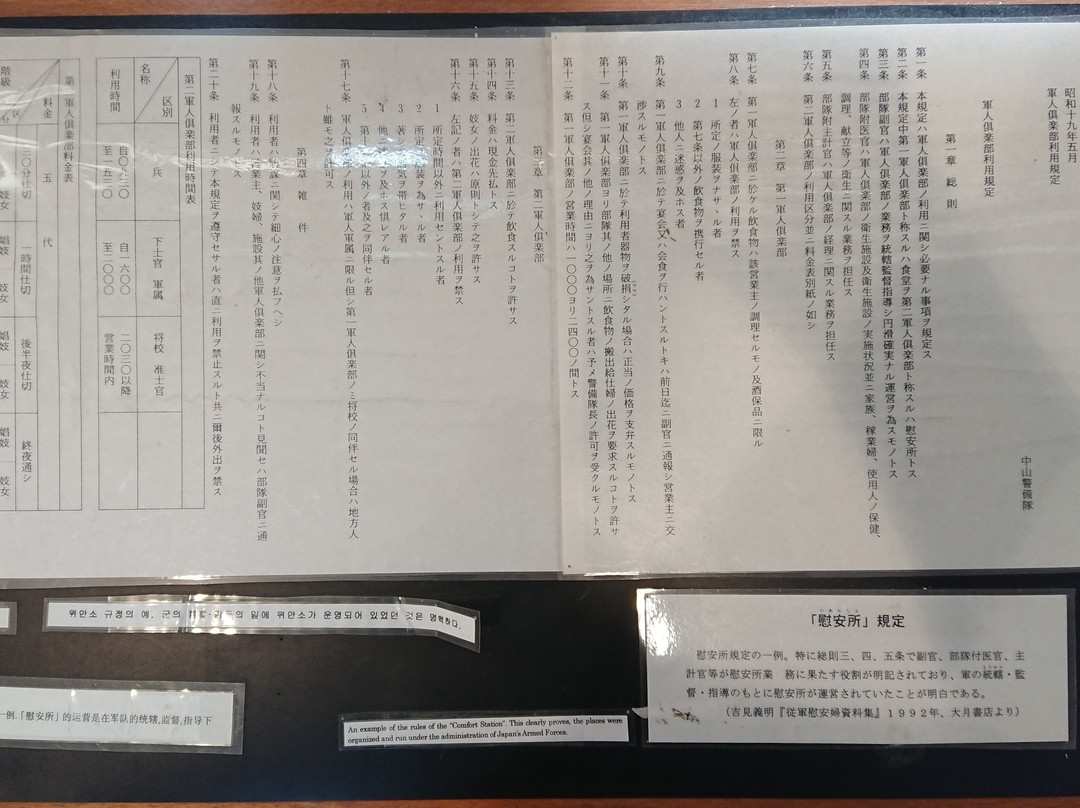 昭和十九年五月
軍人倶楽部利用規定
中山警備隊
軍人倶楽部利用規定
第一章 総則
第一条 本規定ハ軍人倶楽部ノ利用ニ関シ必要ナル事項ヲ規定ス
第二条 本規定中第一軍人倶楽部ト称スルハ食堂ヲ第二軍人倶楽部ト称スルハ慰安所トス
第三条 部隊副官ハ軍人倶楽部ノ業務ヲ統轄監督指導シ円滑確実ナル運営ヲ為スモノトス
第四条 部隊附医官ハ軍人倶楽部ノ衛生施設及衛生施設ノ実施状況並ニ家族、稼業婦、使用人ノ保健、
調理、献立等ノ衛生ニ関スル業務ヲ担任ス
第五条 部隊附主計官ハ軍人倶楽部ノ経理ニ関スル業務ヲ担任ス
第六条 第二軍人倶楽部ノ利用区分並ニ料金表別紙ノ如シ
第二章 第一軍人倶楽部
第七条 第一軍人倶楽部ニ於ケル飲食物ハ該営業主ノ調理セルモノ及酒保品ニ限ル
第八条 左ノ者ハ軍人倶楽部ノ利用ヲ禁ス
1 所定ノ服装ヲナサヽル者
2 第七条以外ノ飲食物ヲ携行セル者
3 他人ニ迷惑ヲ及ホス者
第九条 第一軍人倶楽部ニ於テ宴会又ハ会食ヲ行ハントスルトキハ前日迄ニ副官ニ通報シ営業主ニ交
渉スルモノトス
第十条 第一軍人倶楽部ニ於テ利用者器物ヲ破捐シタル場合ハ正当ノ価格ヲ支弁スルモノトス
第十一条 第一軍人倶楽部ヨリ部隊其ノ他ノ場所ニ飲食物ノ搬出給仕婦ノ出花ヲ要求スルコトヲ許サ
ス但シ宴会其ノ他ノ理由ニヨリ之ヲ為サントスル者ハ予メ警備隊長ノ許可ヲ受クルモノトス
第十二条 第一軍人倶楽部ノ営業時間ハ一〇〇〇ヨリ二四〇〇ノ間トス
第三章 第二軍人倶楽部
第十三条 第二軍人倶楽部ニ於テ飲食スルコトヲ許サス
第十四条 料金ハ現金先払トス
第十五条 妓女ノ出花ハ原則トシテ之ヲ許サス
第十六条 左記ノ者ハ第二軍人倶楽部ノ利用ヲ禁ス
1 所定時間以外ニ利用セントスル者
2 所定ノ服装ヲ為サヽル者
3 著シク酒気ヲ帯ヒタル者
4 他ニ迷惑ヲ及ホス惧レアル者
5 第十七条以外ノ者及之ヲ同伴セル者
第十七条 軍人倶楽部ノ利用ハ軍人軍属ニ限ル但シ第一軍人倶楽部ノミ将校ノ同伴セル場合ハ地方人
ト雖モ之ヲ許可ス
第四章 雑件
第十八条 利用者ハ防諜ニ関シテ細心ノ注意ヲ払フヘシ
第十九条 利用者ハ営業主、妓婦、施設其ノ他軍人倶楽部ニ関シ不当ナルコト見聞セハ部隊副官ニ通
報スルモノトス
第二十条 利用者ニシテ本規定ヲ遵守セサル者ハ直ニ利用ヲ禁止スルト共ニ爾後外出ヲ禁ス
第二軍人倶楽部利用時間表
区別
名称
利用時間
兵
自〇九三〇
至一五三〇
下士官 軍属
自一六〇〇
至二〇〇〇
将校 准士官
二〇三〇以降
営業時間内
第二軍人倶楽部料金表
料金
階級
区分
玉代
三〇分仕切
一時間仕切
後半夜仕切
終夜通シ
娼妓
妓女
娼妓
妓女
娼妓
妓女
위안소 규정의 예. 군의 통할·감독의 밑에 위안소가 운영되어 있었던 것은 명백하다.
一例.「慰安所」的运营是在军队的统辖,监督,指导下
An example of the rules of the "Comfort Station". This clearly proves, the places were
organized and run under the administration of Japan's Armed Forces.
「慰安所」規定
慰安所規定の一例。特に総則三、四、五条で副官、部隊付医官、主
計官等が慰安所業 務に果たす役割が明記されており、軍の統轄・監
督・指導のもとに慰安所が運営されていたことが明白である。
(吉見義明『従軍慰安婦資料集』1992年、大月書店より)